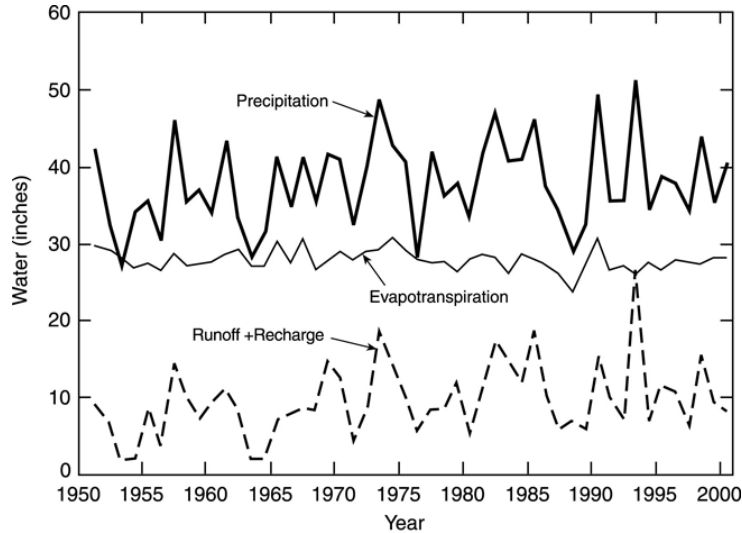 60
50
40
30
20
10
0
Water (inches)
Precipitation
Evapotranspiration
Runoff +Recharge
1950 1955 1960 1965 1970 1975 1980 1985 1990 1995 2000
Year